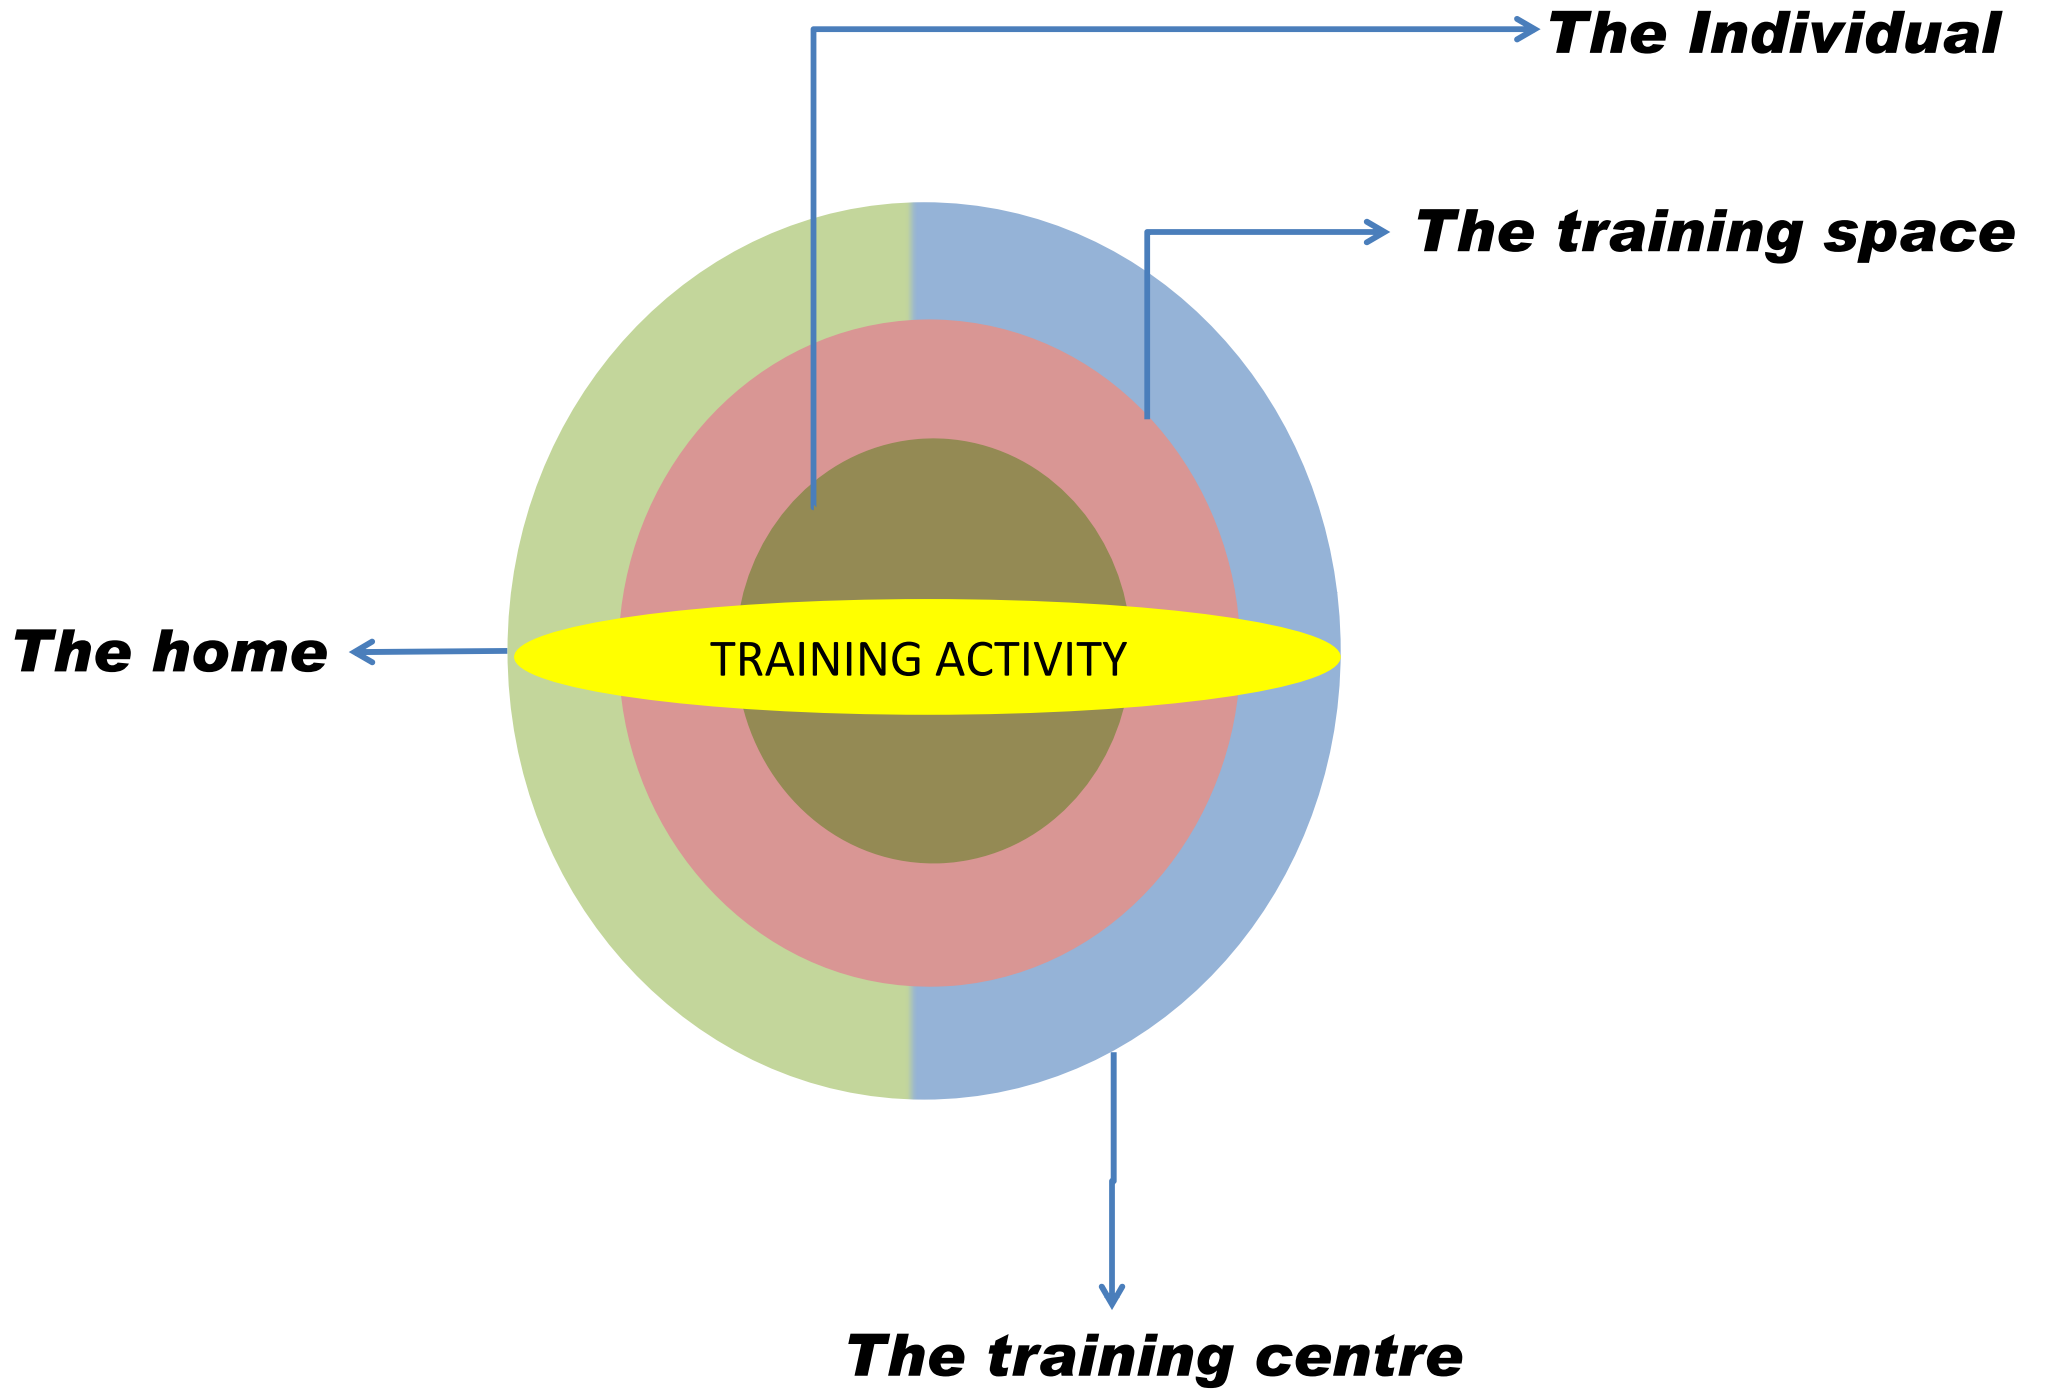 The Individual
The training space
The home
TRAINING ACTIVITY
The training centre